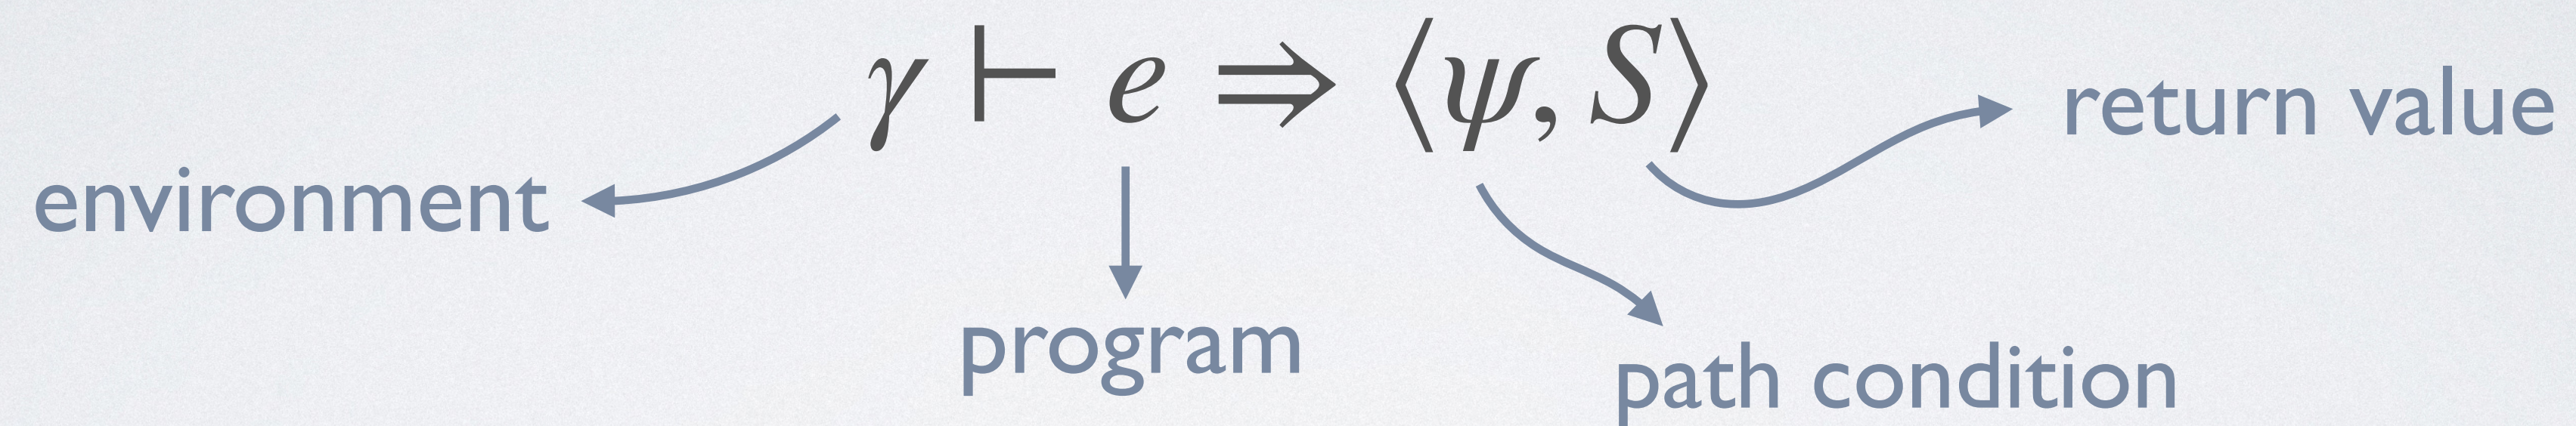 γ ⊢ e ⇒ ⟨ψ, S⟩
return value
environment
program
path condition